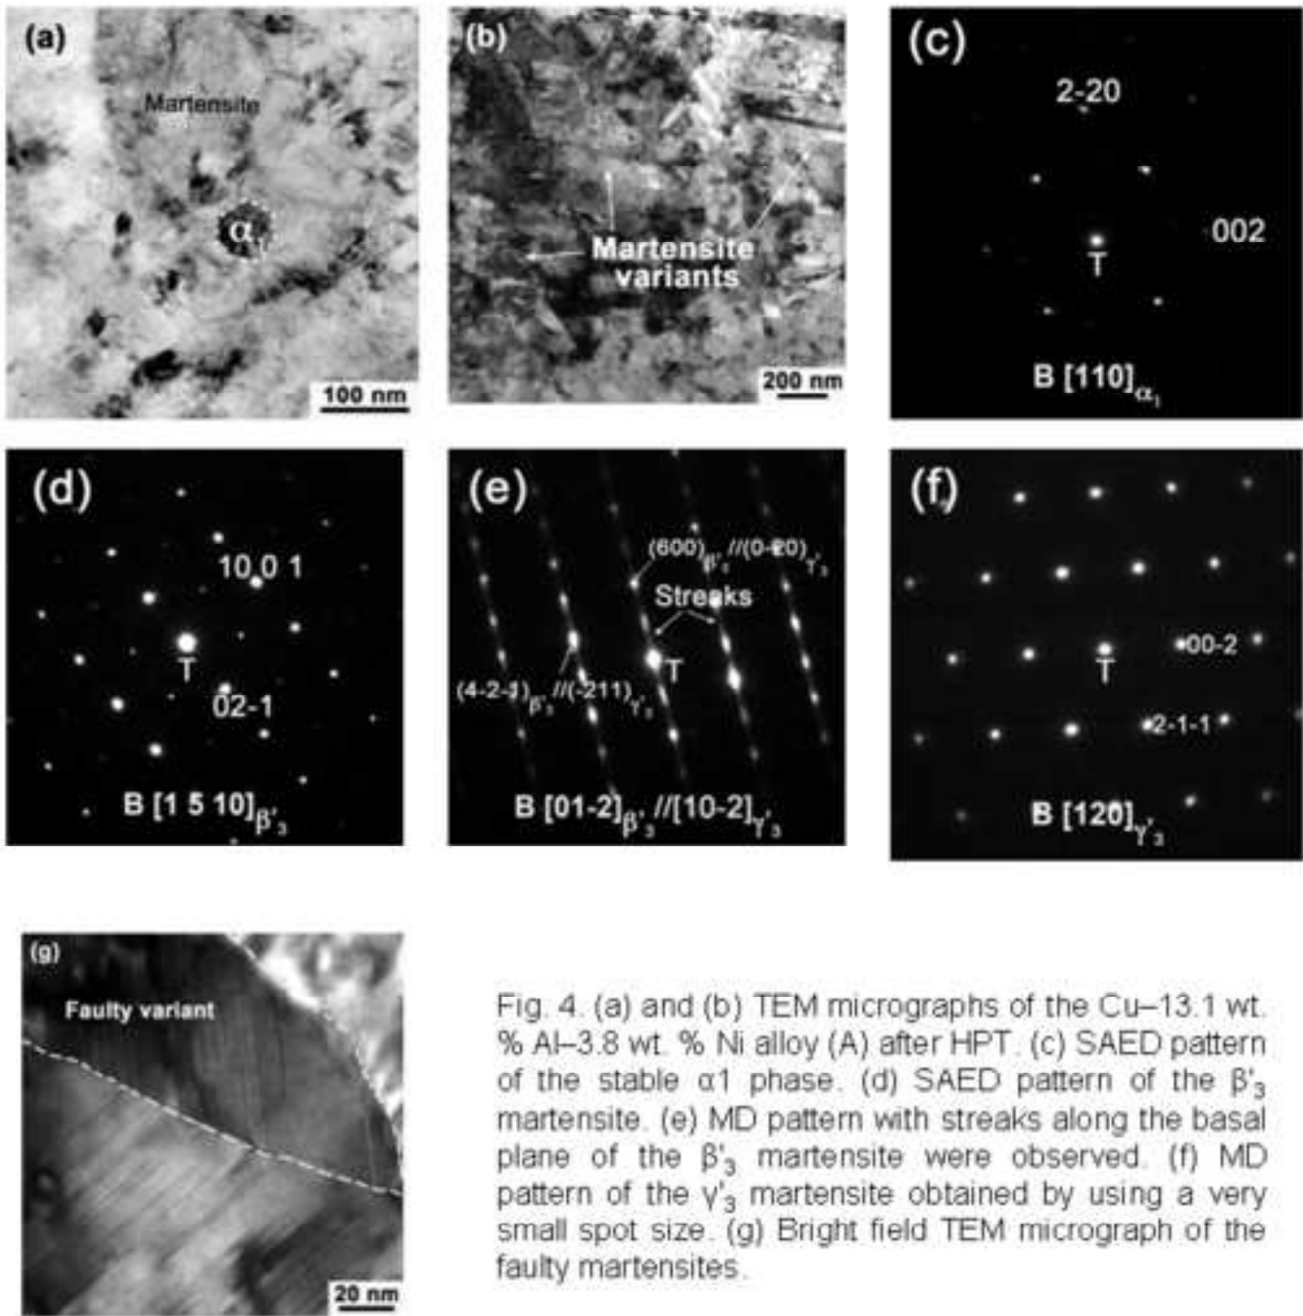 (a)
Martensite
α₁
100 nm
(b)
Martensite
variants
200 nm
(c)
2-20
002
T
B [110]α₁
(d)
10 0 1
T
02-1
B [1 5 10]β'₃
(e)
(600)β'₃//(0-20)γ'₃
Streaks
T
(4-2-1)β'₃//(-211)γ'₃
B [01-2]β'₃//[10-2]γ'₃
(f)
00-2
T
2-1-1
B [120]γ'₃
(g)
Faulty variant
20 nm
Fig. 4. (a) and (b) TEM micrographs of the Cu–13.1 wt.
% Al–3.8 wt. % Ni alloy (A) after HPT. (c) SAED pattern
of the stable α1 phase. (d) SAED pattern of the β'₃
martensite. (e) MD pattern with streaks along the basal
plane of the β'₃ martensite were observed. (f) MD
pattern of the γ'₃ martensite obtained by using a very
small spot size. (g) Bright field TEM micrograph of the
faulty martensites.